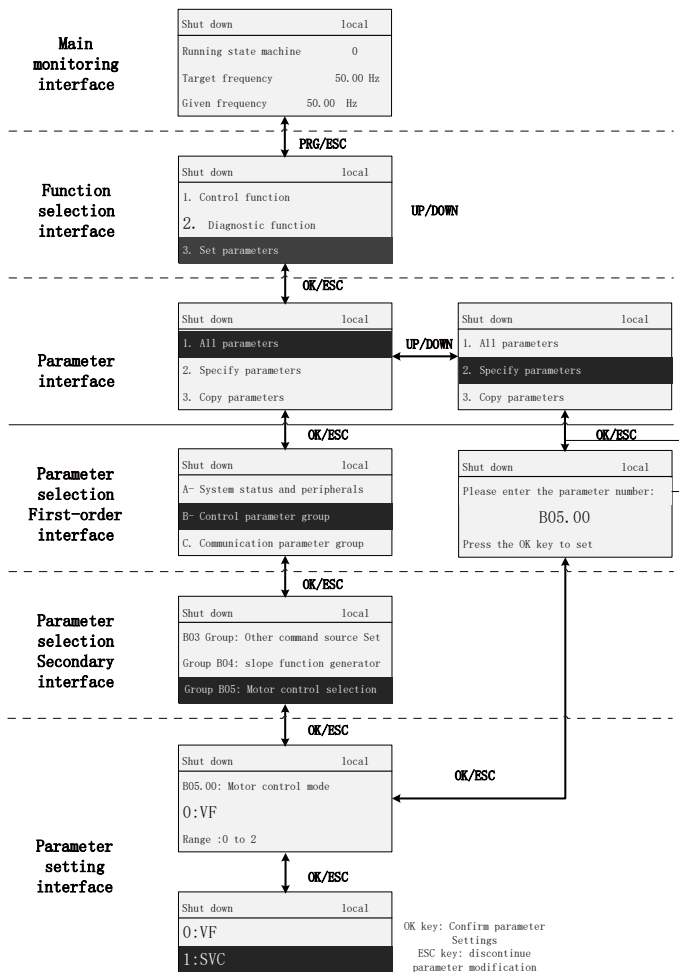 Main
monitoring
interface
Shut down local
Running state machine 0
Target frequency 50.00 Hz
Given frequency 50.00 Hz
PRG/ESC
Function
selection
interface
Shut down local
1. Control function
2. Diagnostic function
3. Set parameters
UP/DOWN
OK/ESC
Parameter
interface
Shut down local
1. All parameters
2. Specify parameters
3. Copy parameters
UP/DOWN
Shut down local
1. All parameters
2. Specify parameters
3. Copy parameters
OK/ESC
OK/ESC
Parameter
selection
First-order
interface
Shut down local
A- System status and peripherals
B- Control parameter group
C. Communication parameter group
Shut down local
Please enter the parameter number:
B05.00
Press the OK key to set
OK/ESC
Parameter
selection
Secondary
interface
Shut down local
B03 Group: Other command source Set
Group B04: slope function generator
Group B05: Motor control selection
OK/ESC
Parameter
setting
interface
Shut down local
B05.00: Motor control mode
0:VF
Range :0 to 2
OK/ESC
OK/ESC
Shut down local
0:VF
1:SVC
OK key: Confirm parameter
Settings
ESC key: discontinue
parameter modification